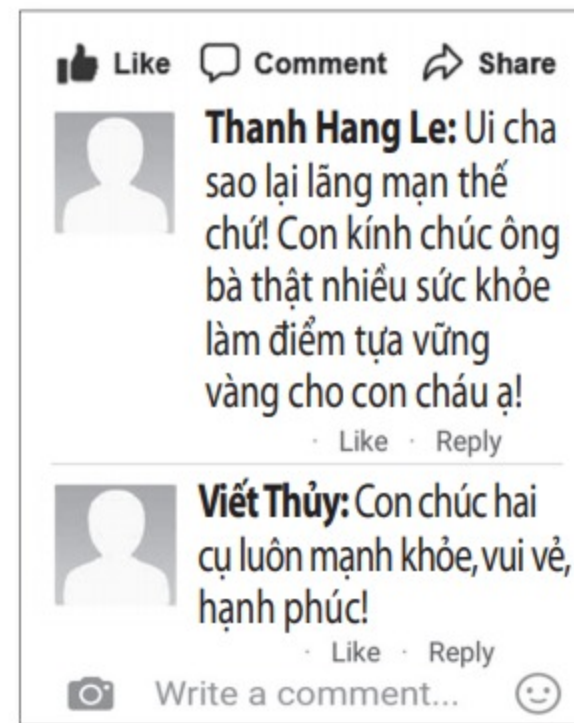 Like Comment Share
Thanh Hang Le: Ui cha
sao lại lãng mạn thế
chứ! Con kính chúc ông
bà thật nhiều sức khỏe
làm điểm tựa vững
vàng cho con cháu ạ!
· Like · Reply
Viết Thủy: Con chúc hai
cụ luôn mạnh khỏe, vui vẻ,
hạnh phúc!
· Like · Reply
Write a comment...